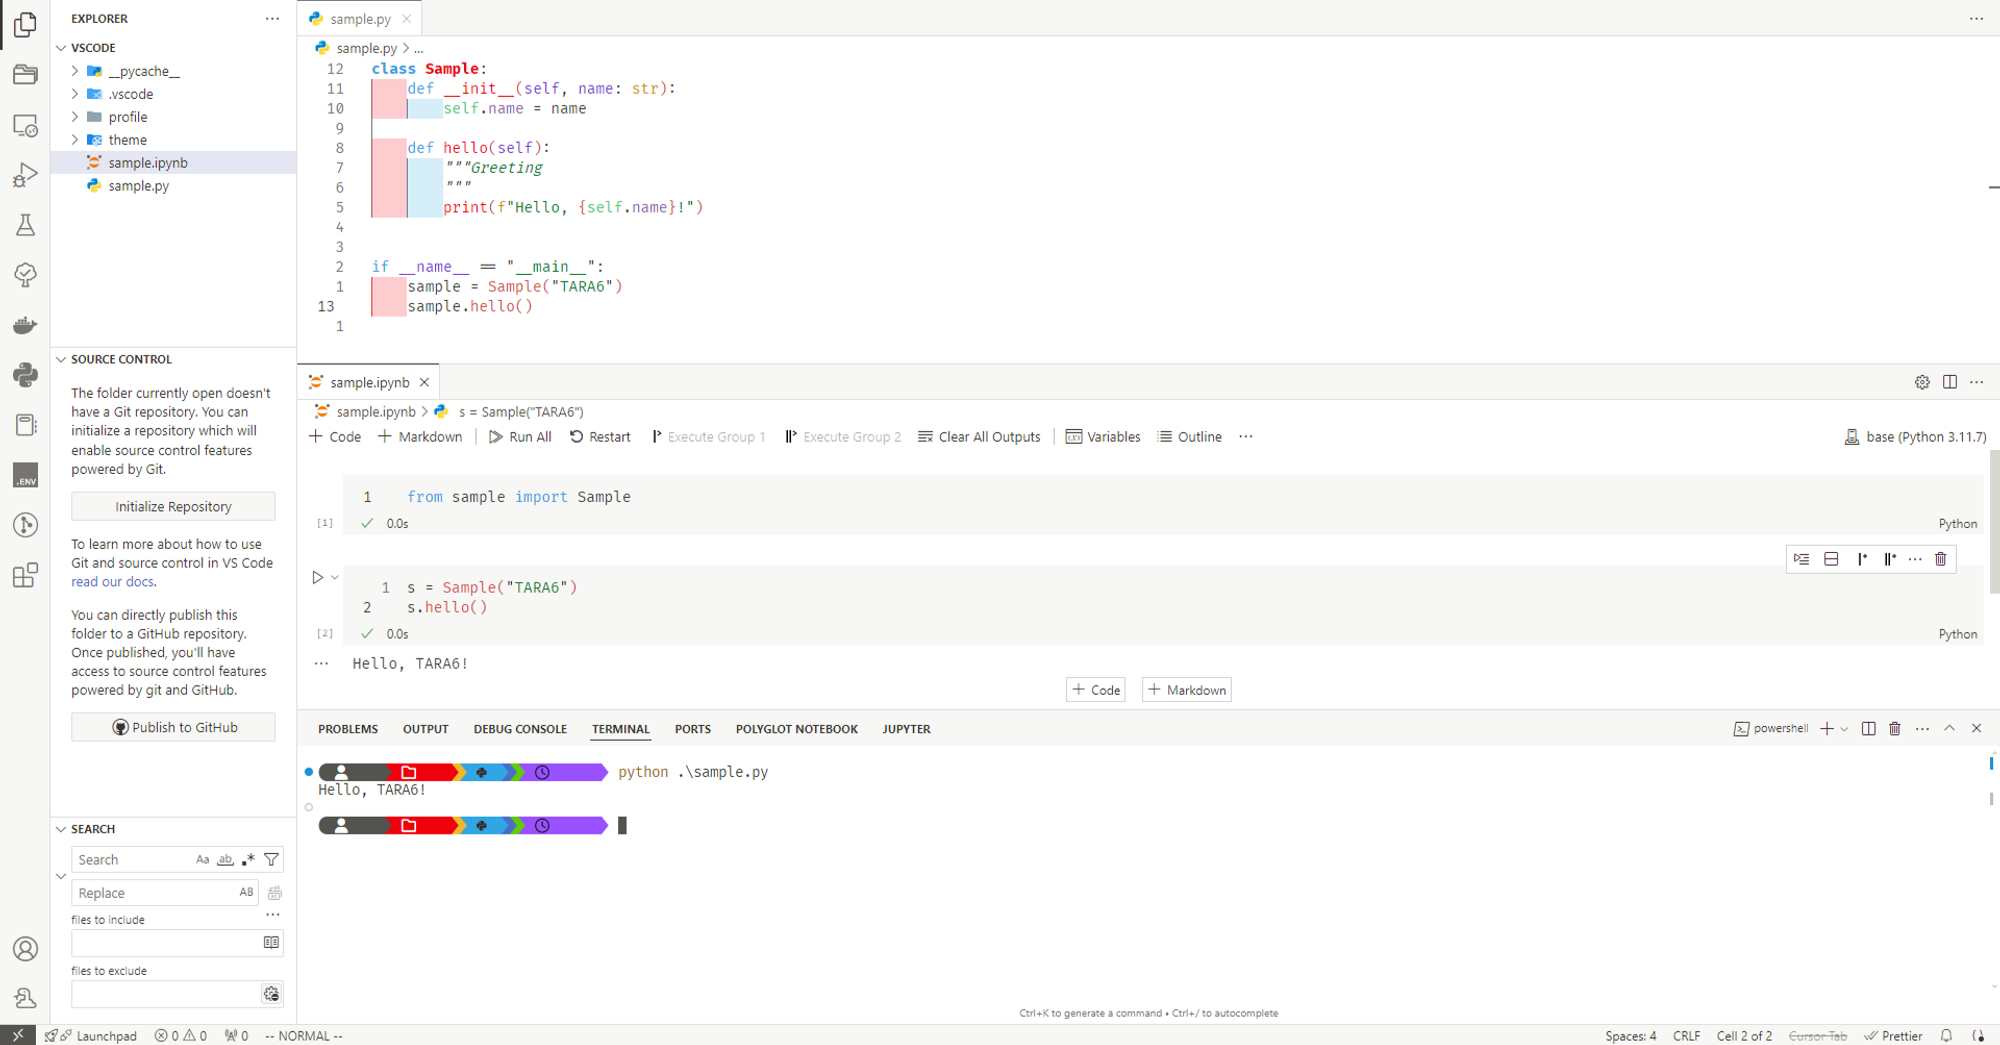 EXPLORER
VSCODE
__pycache__
.vscode
profile
theme
sample.ipynb
sample.py
SOURCE CONTROL
The folder currently open doesn't
have a Git repository. You can
initialize a repository which will
enable source control features
powered by Git.
Initialize Repository
To learn more about how to use
Git and source control in VS Code
read our docs.
You can directly publish this
folder to a GitHub repository.
Once published, you'll have
access to source control features
powered by git and GitHub.
Publish to GitHub
SEARCH
Search Aa ab .*
Replace AB
files to include
files to exclude
.ENV
sample.py
sample.py > ...
12 class Sample:
11 def __init__(self, name: str):
10 self.name = name
9
8 def hello(self):
7 """Greeting
6 """
5 print(f"Hello, {self.name}!")
4
3
2 if __name__ == "__main__":
1 sample = Sample("TARA6")
13 sample.hello()
1
sample.ipynb
sample.ipynb > s = Sample("TARA6")
+ Code + Markdown Run All Restart Execute Group 1 Execute Group 2 Clear All Outputs Variables Outline ... base (Python 3.11.7)
1 from sample import Sample
[1] 0.0s Python
1 s = Sample("TARA6")
2 s.hello()
[2] 0.0s Python
... Hello, TARA6!
+ Code + Markdown
PROBLEMS OUTPUT DEBUG CONSOLE TERMINAL PORTS POLYGLOT NOTEBOOK JUPYTER powershell
python .\sample.py
Hello, TARA6!
Ctrl+K to generate a command • Ctrl+/ to autocomplete
Launchpad 0 0 0 -- NORMAL -- Spaces: 4 CRLF Cell 2 of 2 Cursor Tab Prettier